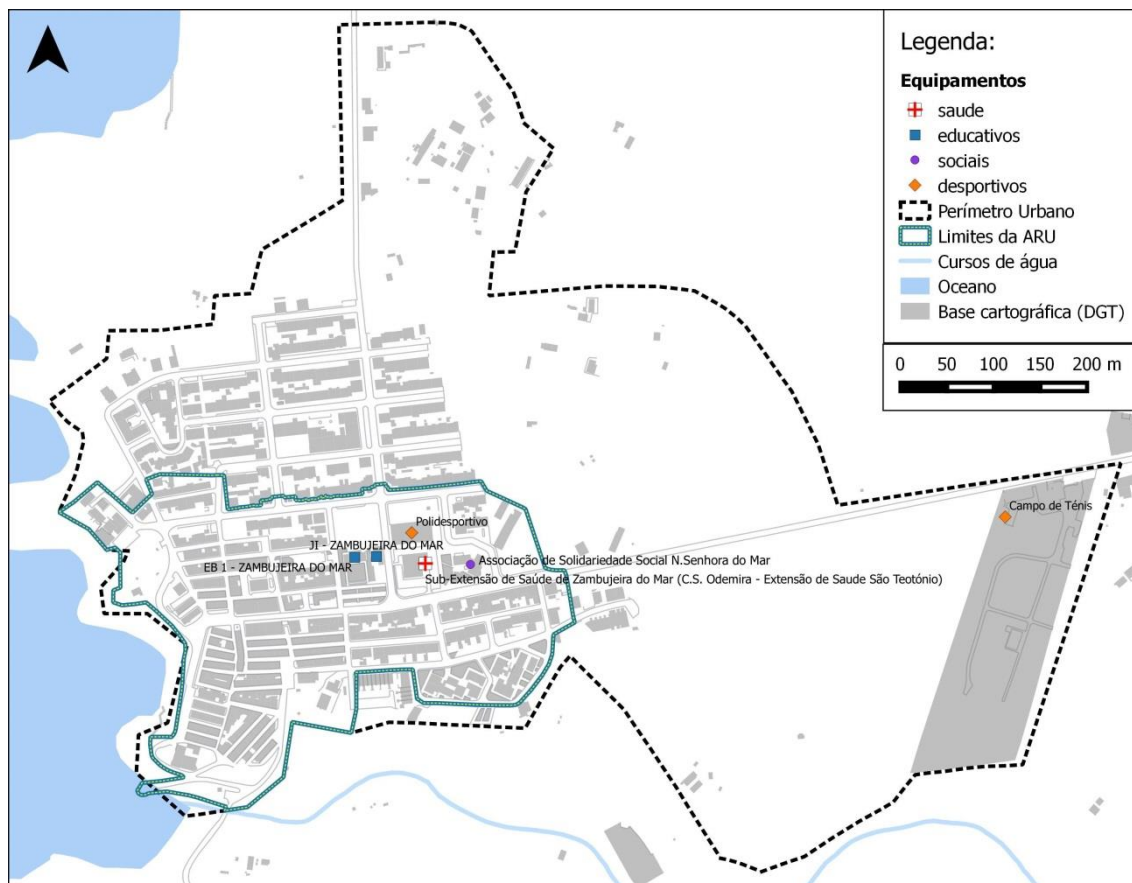 Legenda:
Equipamentos
saude
educativos
sociais
desportivos
Perímetro Urbano
Limites da ARU
Cursos de água
Oceano
Base cartográfica (DGT)
0 50 100 150 200 m
Campo de Ténis
Polidesportivo
JI - ZAMBUJEIRA DO MAR
EB 1 - ZAMBUJEIRA DO MAR
Associação de Solidariedade Social N.Senhora do Mar
Sub-Extensão de Saúde de Zambujeira do Mar (C.S. Odemira - Extensão de Saude São Teotónio)